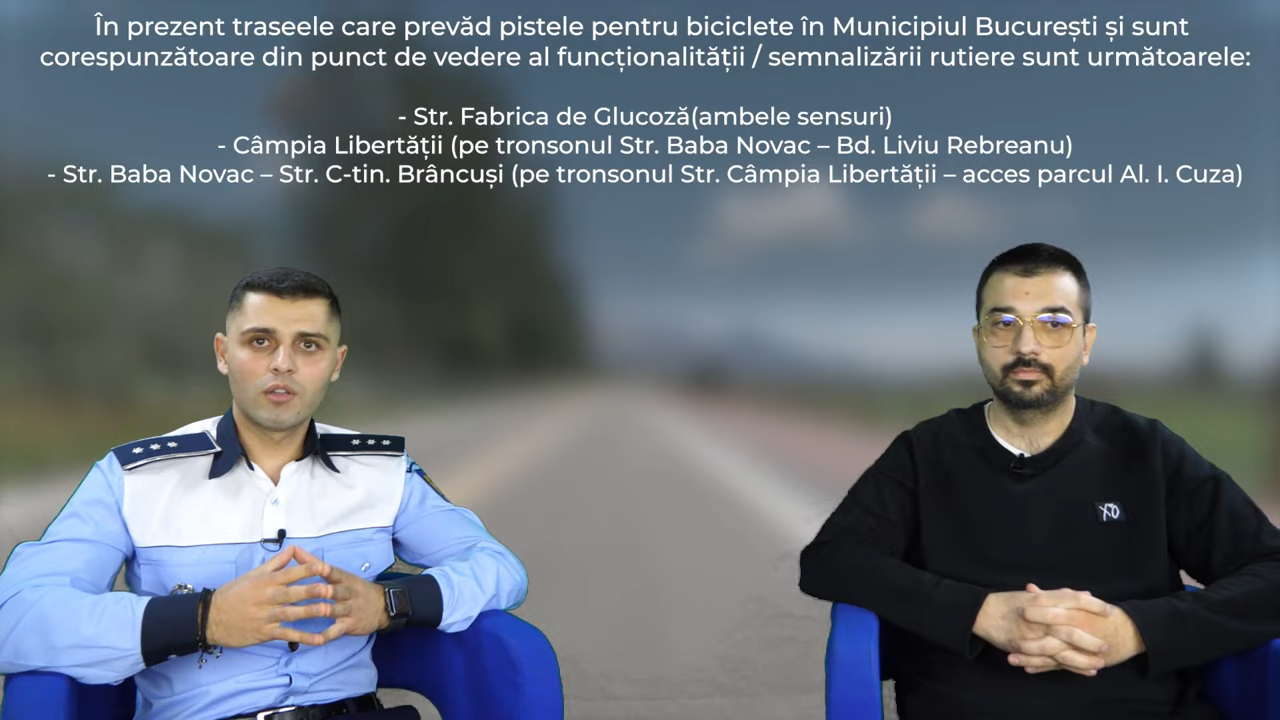 În prezent traseele care prevăd pistele pentru biciclete în Municipiul București și sunt
corespunzătoare din punct de vedere al funcționalității / semnalizării rutiere sunt următoarele:
- Str. Fabrica de Glucoză(ambele sensuri)
- Câmpia Libertății (pe tronsonul Str. Baba Novac – Bd. Liviu Rebreanu)
- Str. Baba Novac – Str. C-tin. Brâncuși (pe tronsonul Str. Câmpia Libertății – acces parcul Al. I. Cuza)
XO